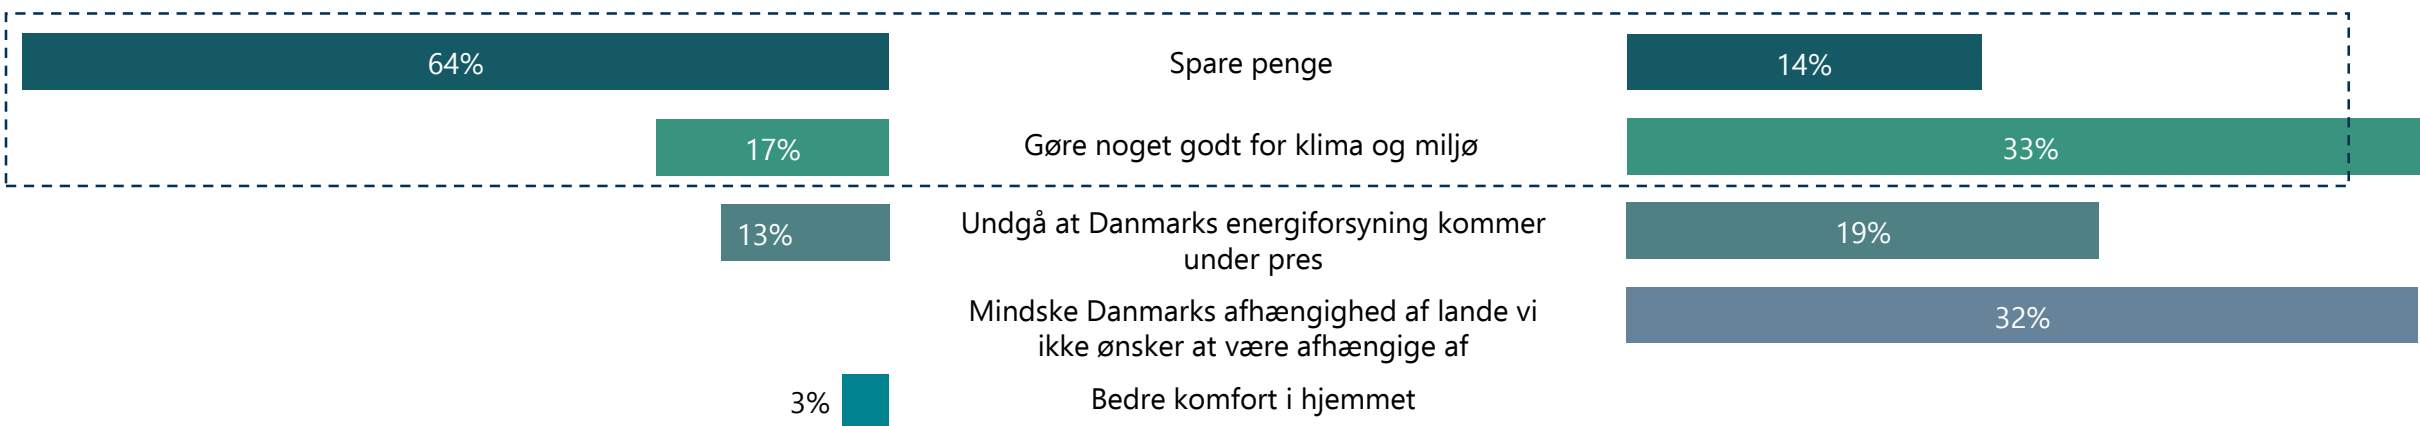 64% Spare penge 14%
17% Gøre noget godt for klima og miljø 33%
13% Undgå at Danmarks energiforsyning kommer 19%
under pres
Mindske Danmarks afhængighed af lande vi
ikke ønsker at være afhængige af 32%
3% Bedre komfort i hjemmet